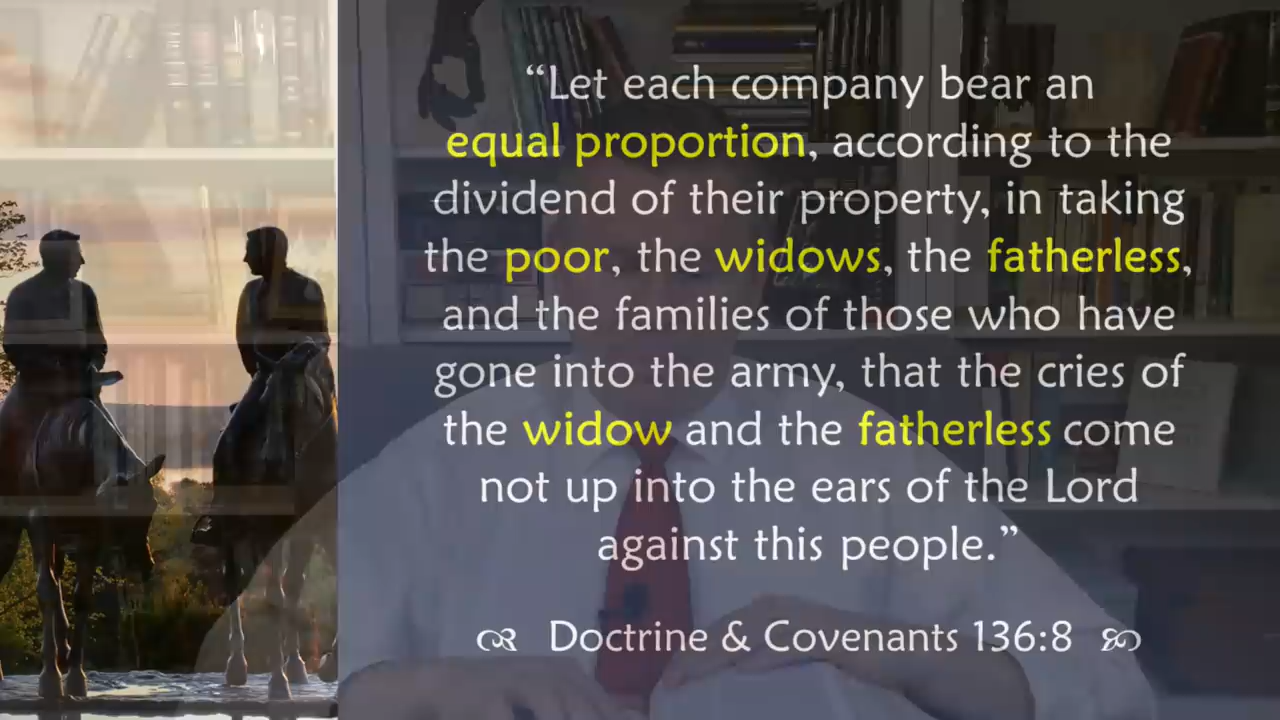 “Let each company bear an
equal proportion, according to the
dividend of their property, in taking
the poor, the widows, the fatherless,
and the families of those who have
gone into the army, that the cries of
the widow and the fatherless come
not up into the ears of the Lord
against this people.”
Doctrine & Covenants 136:8